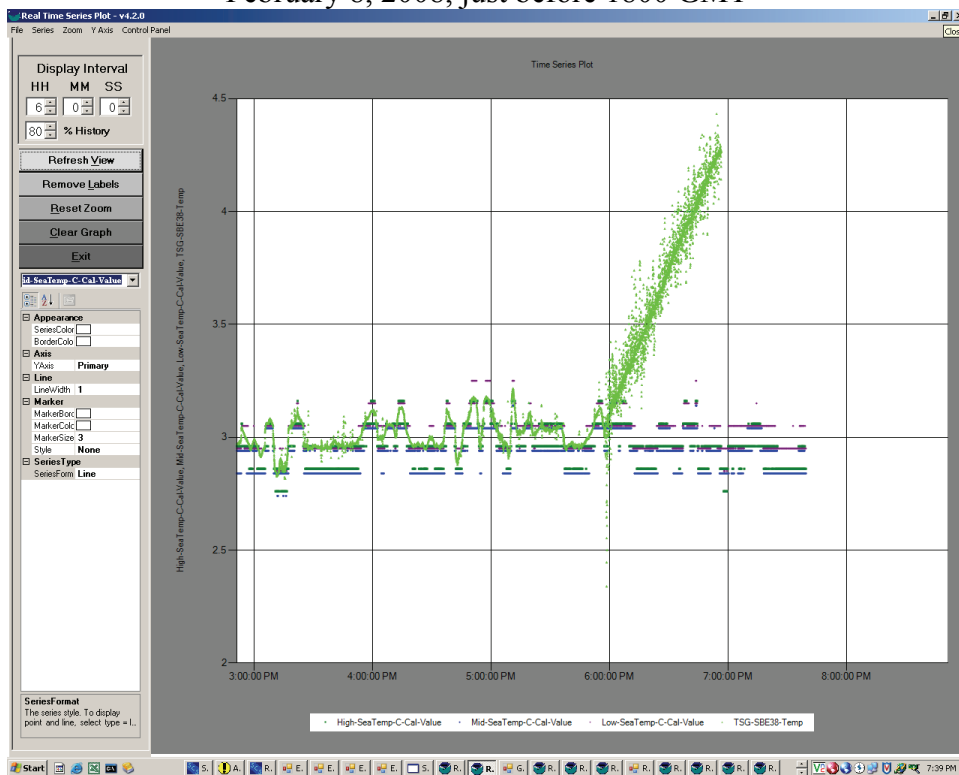 Real Time Series Plot - v4.2.0
File Series Zoom Y Axis Control Panel
Clos
Display Interval
HH MM SS
6 0 0
80 % History
Refresh View
Remove Labels
Reset Zoom
Clear Graph
Exit
id-SeaTemp-C-Cal-Value
Appearance
SeriesColor
BorderColo
Axis
YAxis Primary
Line
LineWidth 1
Marker
MarkerBorc
MarkerColc
MarkerSize 3
Style None
SeriesType
SeriesForm Line
SeriesFormat
The series style. To display
point and line, select type = l..
Time Series Plot
High-SeaTemp-C-Cal-Value, Mid-SeaTemp-C-Cal-Value, Low-SeaTemp-C-Cal-Value, TSG-SBE38-Temp
4.5
4
3.5
3
2.5
2
3:00:00 PM 4:00:00 PM 5:00:00 PM 6:00:00 PM 7:00:00 PM 8:00:00 PM
High-SeaTemp-C-Cal-Value Mid-SeaTemp-C-Cal-Value Low-SeaTemp-C-Cal-Value TSG-SBE38-Temp
Start S. A. R. E. E. E. E. S. R. R. G. R. R. R. R. R. R. R. 7:39 PM